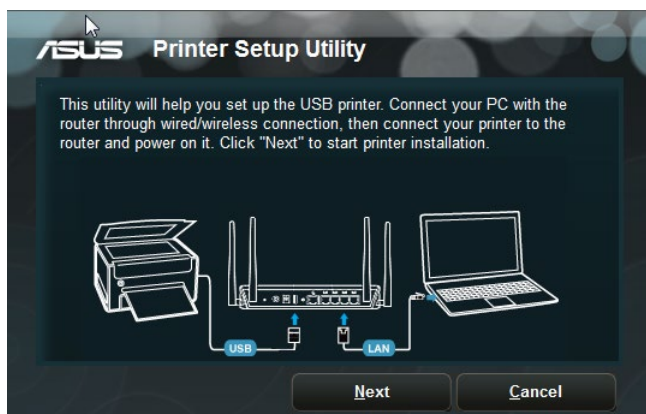 ASUS Printer Setup Utility
This utility will help you set up the USB printer. Connect your PC with the
router through wired/wireless connection, then connect your printer to the
router and power on it. Click "Next" to start printer installation.
USB LAN
Next Cancel